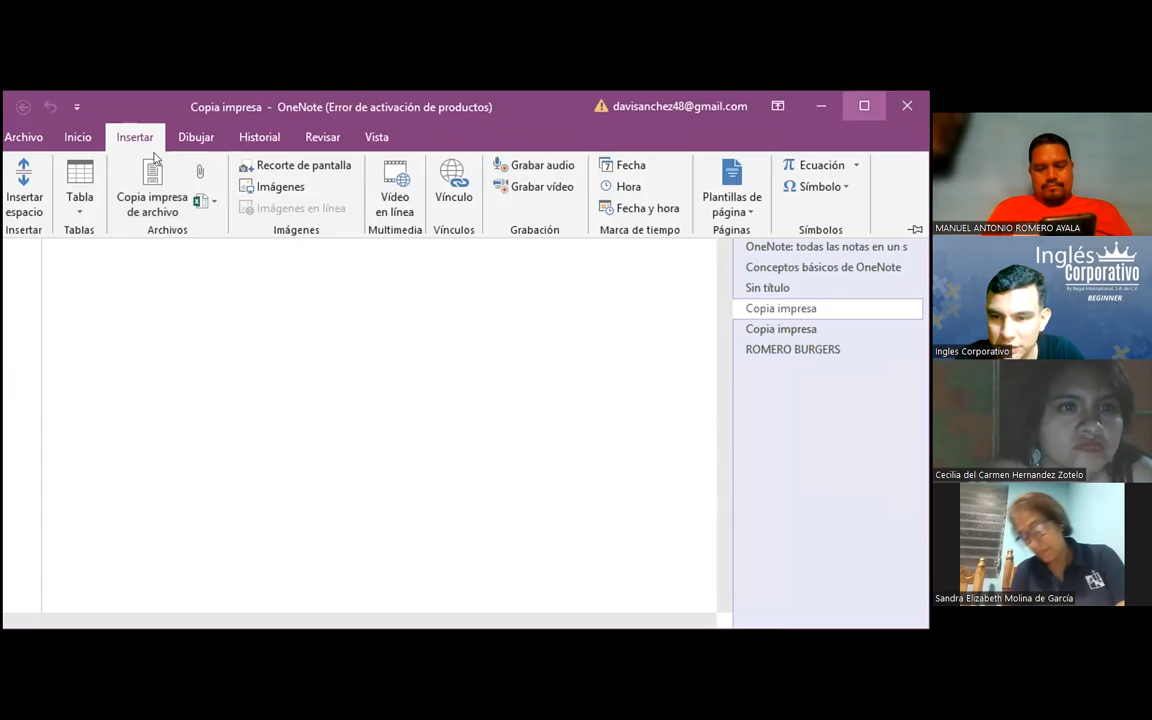 Copia impresa - OneNote (Error de activación de productos)
davisanchez48@gmail.com
Archivo Inicio Insertar Dibujar Historial Revisar Vista
Insertar espacio
Insertar
Tabla
Tablas
Copia impresa de archivo
Archivos
Recorte de pantalla
Imágenes
Imágenes en línea
Imágenes
Vídeo en línea
Multimedia
Vínculo
Vínculos
Grabar audio
Grabar vídeo
Grabación
Fecha
Hora
Fecha y hora
Marca de tiempo
Plantillas de página
Páginas
π Ecuación
Ω Símbolo
Símbolos
OneNote: todas las notas en un s
Conceptos básicos de OneNote
Sin título
Copia impresa
Copia impresa
ROMERO BURGERS
MANUEL ANTONIO ROMERO AYALA
Inglés
Corporativo
By Regal International, S.A. de C.V.
BEGINNER
Ingles Corporativo
Cecilia del Carmen Hernandez Zotelo
Sandra Elizabeth Molina de García